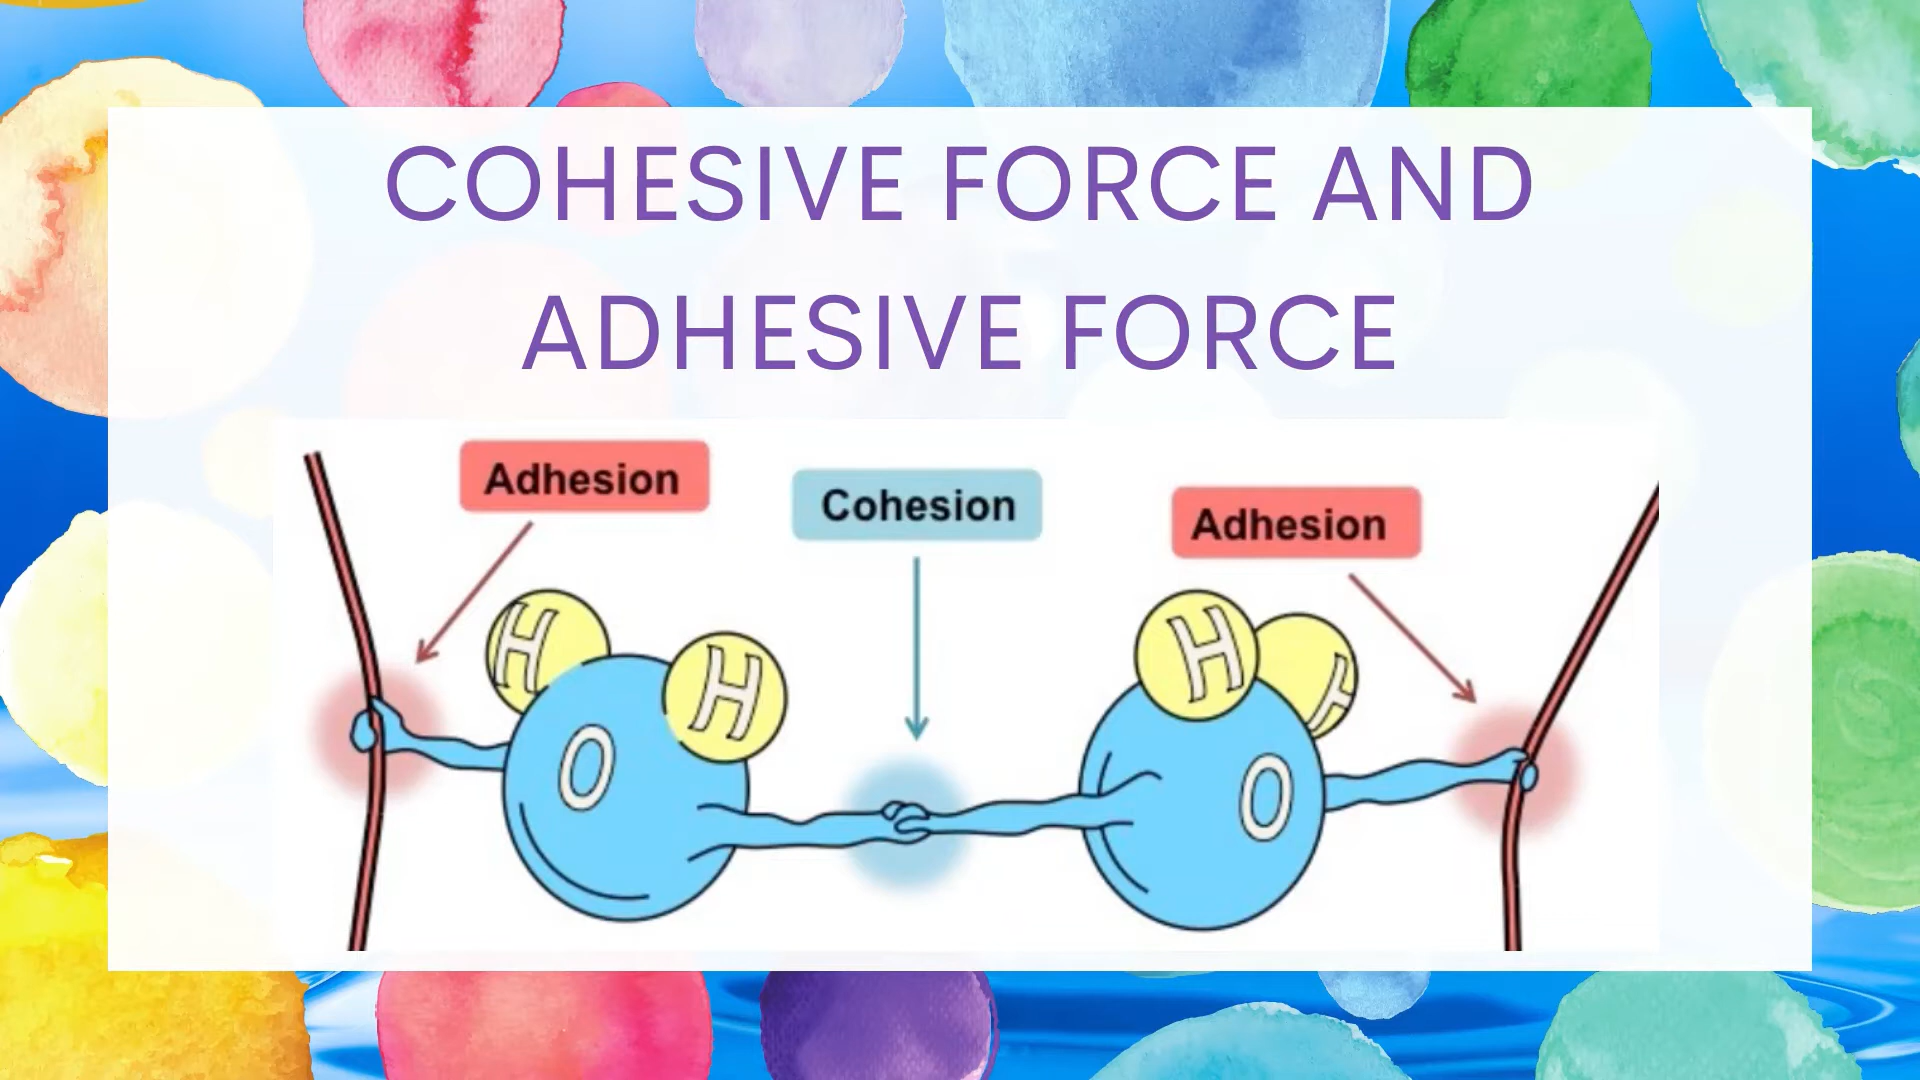 COHESIVE FORCE AND
ADHESIVE FORCE
Adhesion
Cohesion
Adhesion
H
H
O
H
H
O